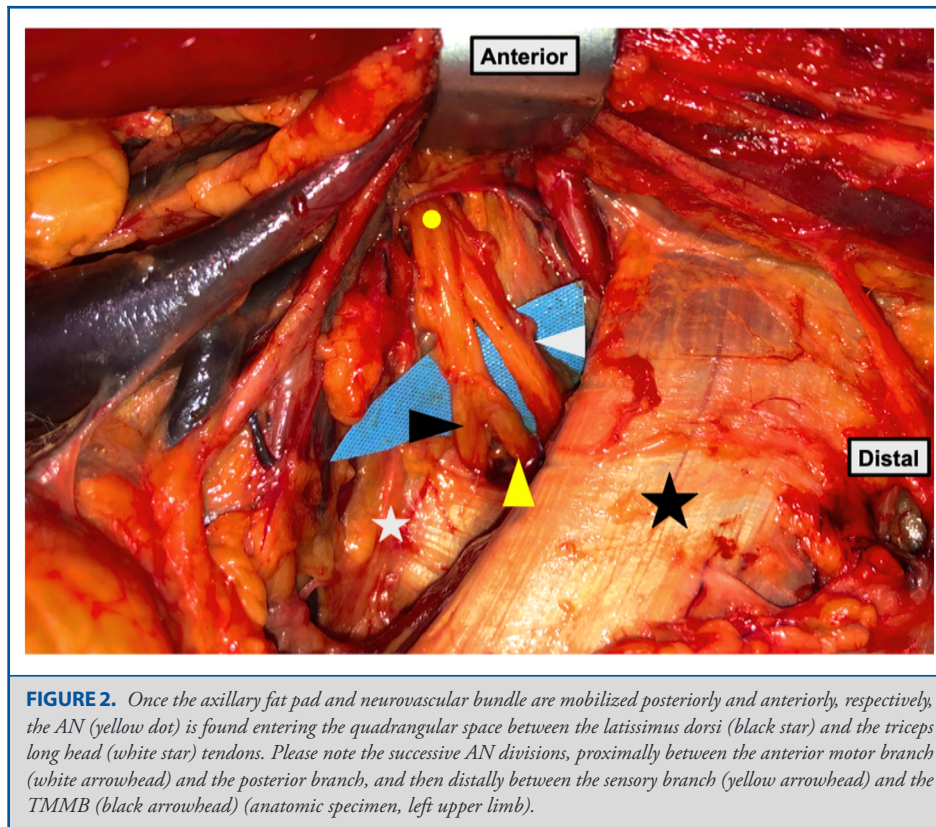 Anterior
Distal
FIGURE 2. Once the axillary fat pad and neurovascular bundle are mobilized posteriorly and anteriorly, respectively,
the AN (yellow dot) is found entering the quadrangular space between the latissimus dorsi (black star) and the triceps
long head (white star) tendons. Please note the successive AN divisions, proximally between the anterior motor branch
(white arrowhead) and the posterior branch, and then distally between the sensory branch (yellow arrowhead) and the
TMMB (black arrowhead) (anatomic specimen, left upper limb).